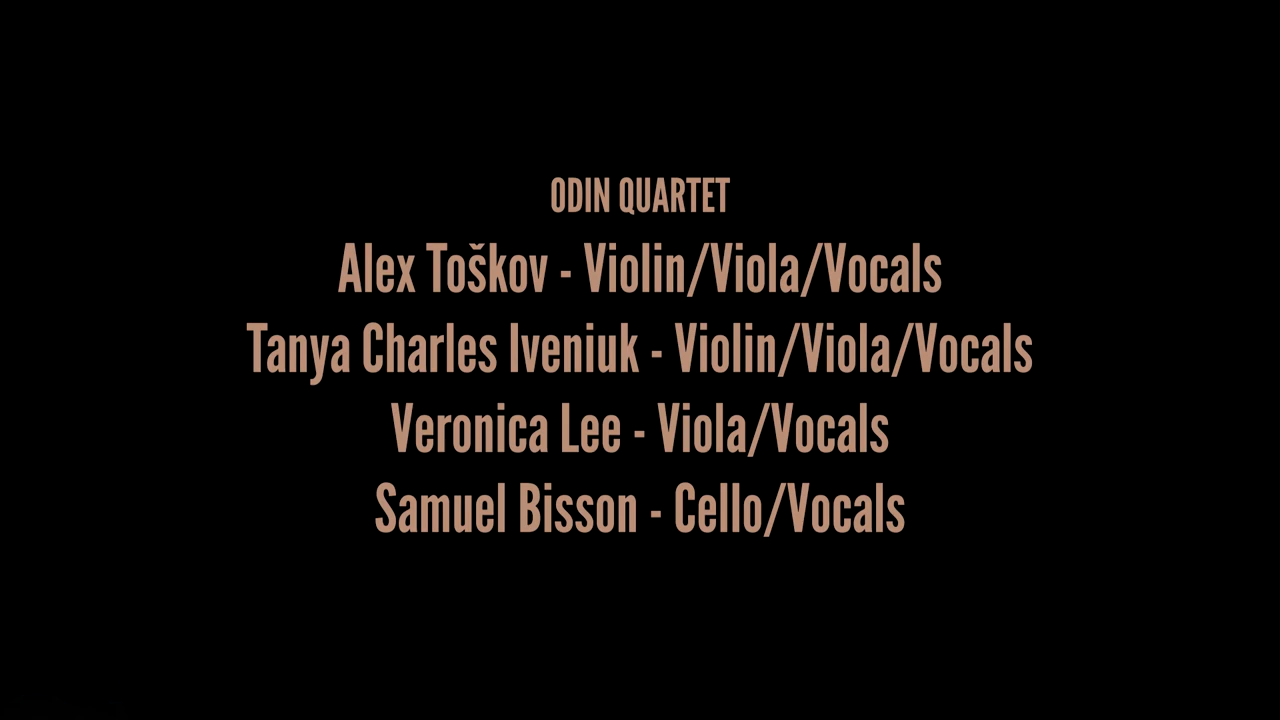 ODIN QUARTET
Alex Toškov - Violin/Viola/Vocals
Tanya Charles Iveniuk - Violin/Viola/Vocals
Veronica Lee - Viola/Vocals
Samuel Bisson - Cello/Vocals